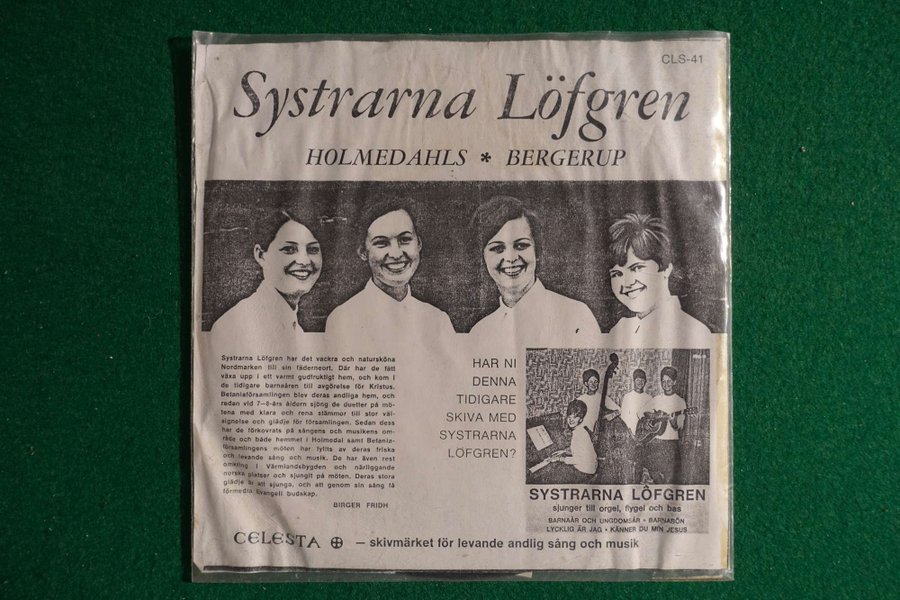 CLS-41
Systrarna Löfgren
HOLMEDAHLS * BERGERUP
Systrarna Löfgren har det vackra och natursköna
Nordmarken till sin fäderneort. Där har de fått
växa upp i ett varmt gudfruktigt hem, och kom i
de tidigare barnaåren till avgörelse för Kristus.
Betaniaförsamlingen blev deras andliga hem, och
redan vid 7–8-års åldern sjöng de duetter på mö-
tena med klara och rena stämmor till stor väl-
signelse och glädje för församlingen. Sedan dess
har de förkovrats på sångens och musikens om-
råde och både hemmet i Holmedal samt Betania-
församlingens möten har fyllts av deras friska
och levande sång och musik. De har även rest
omkring i Värmlandsbygden och närliggande
norska platser och sjungit på möten. Deras stora
glädje är att sjunga, och att genom sin sång få
förmedla Evangelii budskap.
BIRGER FRIDH
HAR NI
DENNA
TIDIGARE
SKIVA MED
SYSTRARNA
LÖFGREN?
SYSTRARNA LÖFGREN
sjunger till orgel, flygel och bas
BARNAÅR OCH UNGDOMSÅR • BARNABÖN
LYCKLIG ÄR JAG • KÄNNER DU MIN JESUS
CELESTA — skivmärket för levande andlig sång och musik